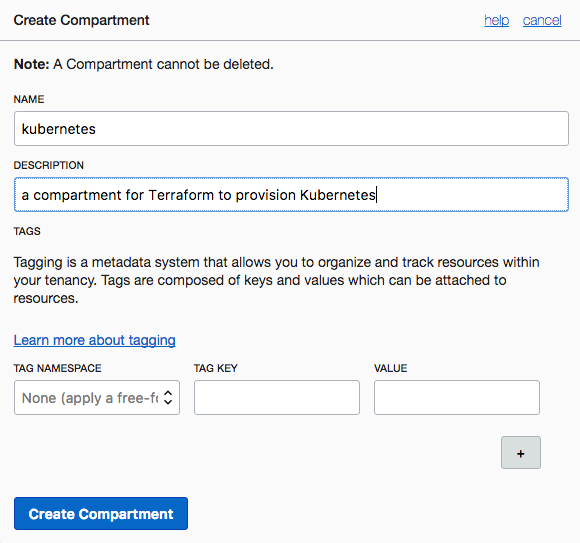 Create Compartment help cancel
Note: A Compartment cannot be deleted.
NAME
kubernetes
DESCRIPTION
a compartment for Terraform to provision Kubernetes
TAGS
Tagging is a metadata system that allows you to organize and track resources within
your tenancy. Tags are composed of keys and values which can be attached to
resources.
Learn more about tagging
TAG NAMESPACE TAG KEY VALUE
None (apply a free-fo
+
Create Compartment